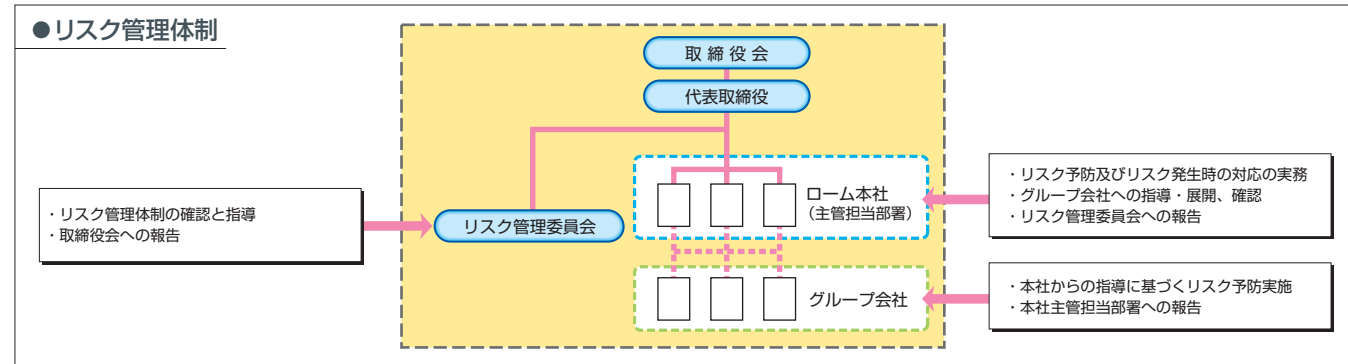 ●リスク管理体制
取締役会
代表取締役
ローム本社
（主管担当部署）
リスク管理委員会
グループ会社
・リスク管理体制の確認と指導
・取締役会への報告
・リスク予防及びリスク発生時の対応の実務
・グループ会社への指導・展開、確認
・リスク管理委員会への報告
・本社からの指導に基づくリスク予防実施
・本社主管担当部署への報告